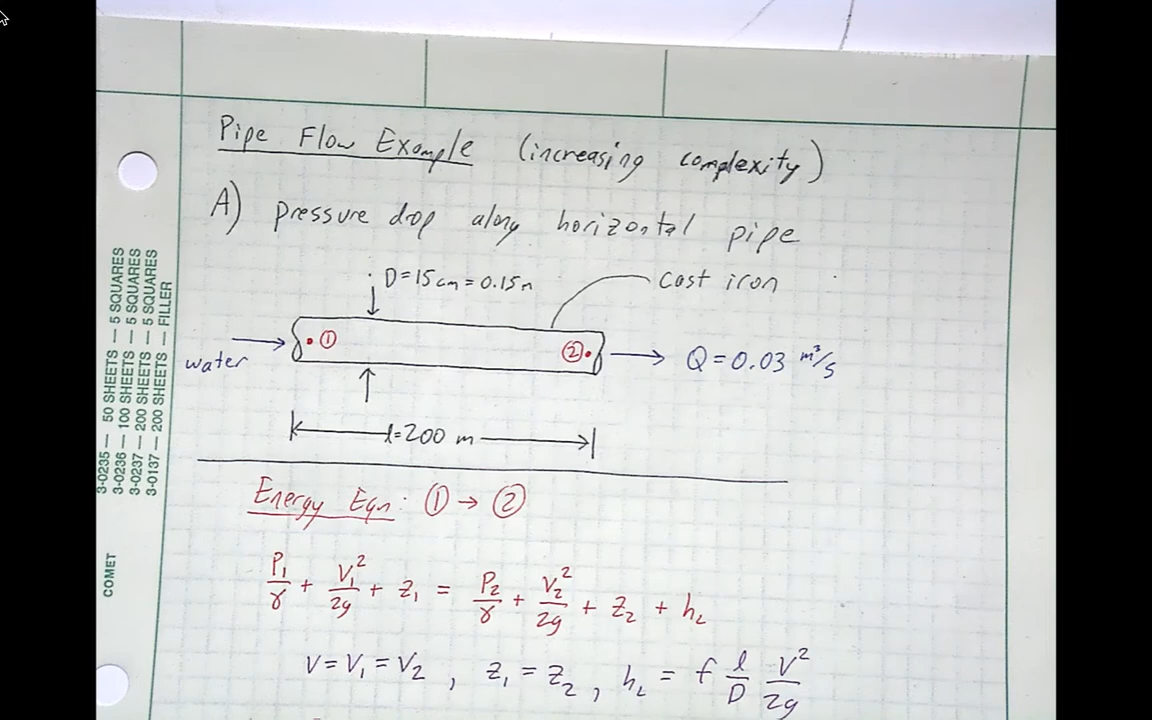 Pipe Flow Example (increasing complexity)
A) pressure drop along horizontal pipe
D=15cm=0.15m
cast iron
① ②
water
Q=0.03 m³/s
l=200 m
3-0235 — 50 SHEETS — 5 SQUARES
3-0236 — 100 SHEETS — 5 SQUARES
3-0237 — 200 SHEETS — 5 SQUARES
3-0137 — 200 SHEETS — FILLER
COMET
Energy Eqn: ① → ②
P₁/γ + V₁²/2g + z₁ = P₂/γ + V₂²/2g + z₂ + h_L
V=V₁=V₂, z₁=z₂, h_L = f l/D V²/2g